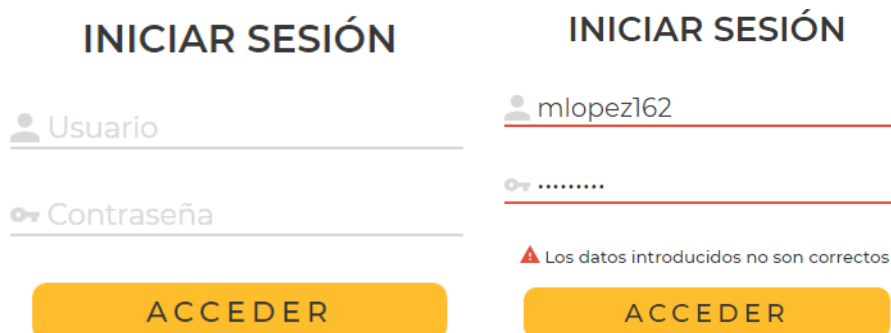 INICIAR SESIÓN
Usuario
Contraseña
ACCEDER
INICIAR SESIÓN
mlopez162
•••••••••
Los datos introducidos no son correctos
ACCEDER